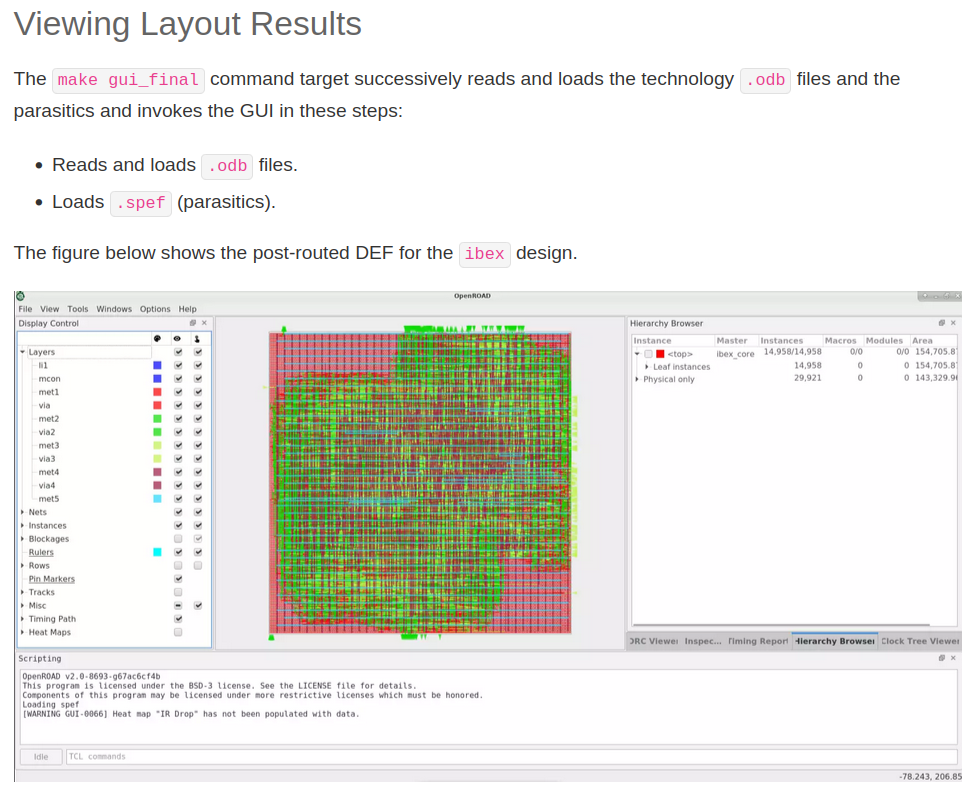 Viewing Layout Results
The make gui_final command target successively reads and loads the technology .odb files and the
parasitics and invokes the GUI in these steps:
• Reads and loads .odb files.
• Loads .spef (parasitics).
The figure below shows the post-routed DEF for the ibex design.
OpenROAD
File View Tools Windows Options Help
Display Control
Hierarchy Browser
Instance Master Instances Macros Modules Area
<top> ibex_core 14,958/14,958 0/0 0/0 154,705.8
Leaf instances 14,958 0 0 154,705.8
Physical only 29,921 0 0 143,329.9
Layers
li1
mcon
met1
via
met2
via2
met3
via3
met4
via4
met5
Nets
Instances
Blockages
Rulers
Rows
Pin Markers
Tracks
Misc
Timing Path
Heat Maps
DRC Viewer Inspec... Timing Report Hierarchy Browser Clock Tree Viewer
Scripting
OpenROAD v2.0-8693-g67ac6cf4b
This program is licensed under the BSD-3 license. See the LICENSE file for details.
Components of this program may be licensed under more restrictive licenses which must be honored.
Loading spef
[WARNING GUI-0066] Heat map "IR Drop" has not been populated with data.
Idle TCL commands
-78.243, 206.85